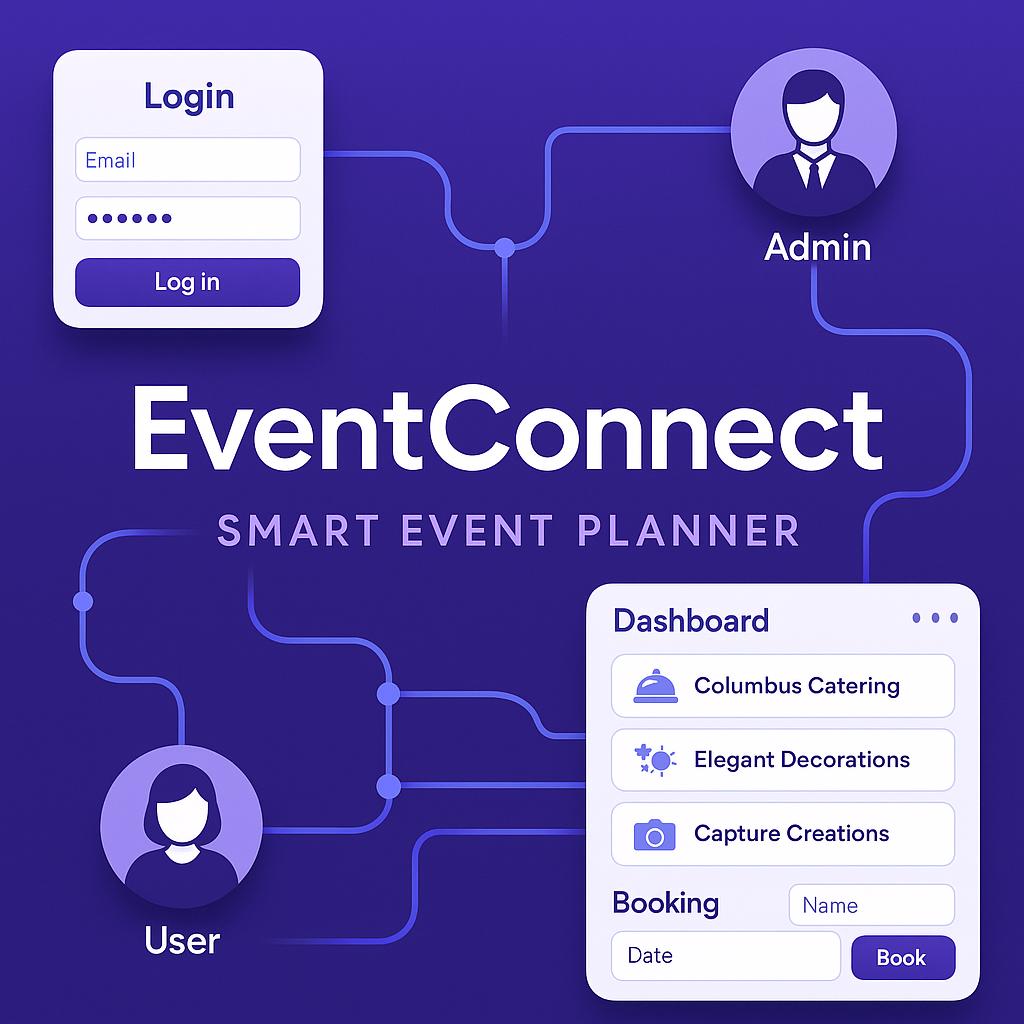 Login
Email
Log in
Admin
EventConnect
SMART EVENT PLANNER
Dashboard
Columbus Catering
Elegant Decorations
Capture Creations
Booking
Name
Date
Book
User